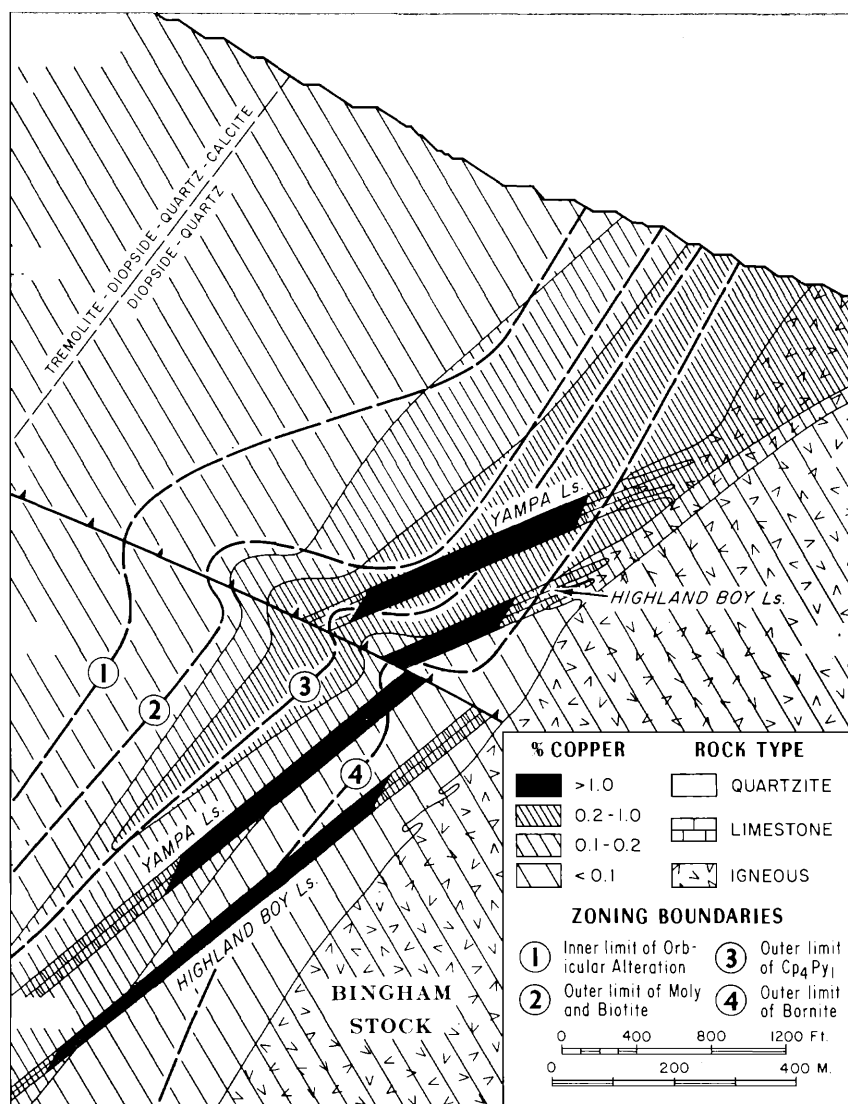 TREMOLITE-DIOPSIDE-QUARTZ-CALCITE
DIOPSIDE-QUARTZ
YAMPA Ls.
HIGHLAND BOY Ls.
1
2
3
4
YAMPA Ls.
HIGHLAND BOY Ls.
BINGHAM
STOCK
% COPPER
>1.0
0.2-1.0
0.1-0.2
<0.1
ROCK TYPE
QUARTZITE
LIMESTONE
IGNEOUS
ZONING BOUNDARIES
1 Inner limit of Orb-
icular Alteration
2 Outer limit of Moly
and Biotite
3 Outer limit
of Cp4Py1
4 Outer limit
of Bornite
0 400 800 1200 Ft.
0 200 400 M.